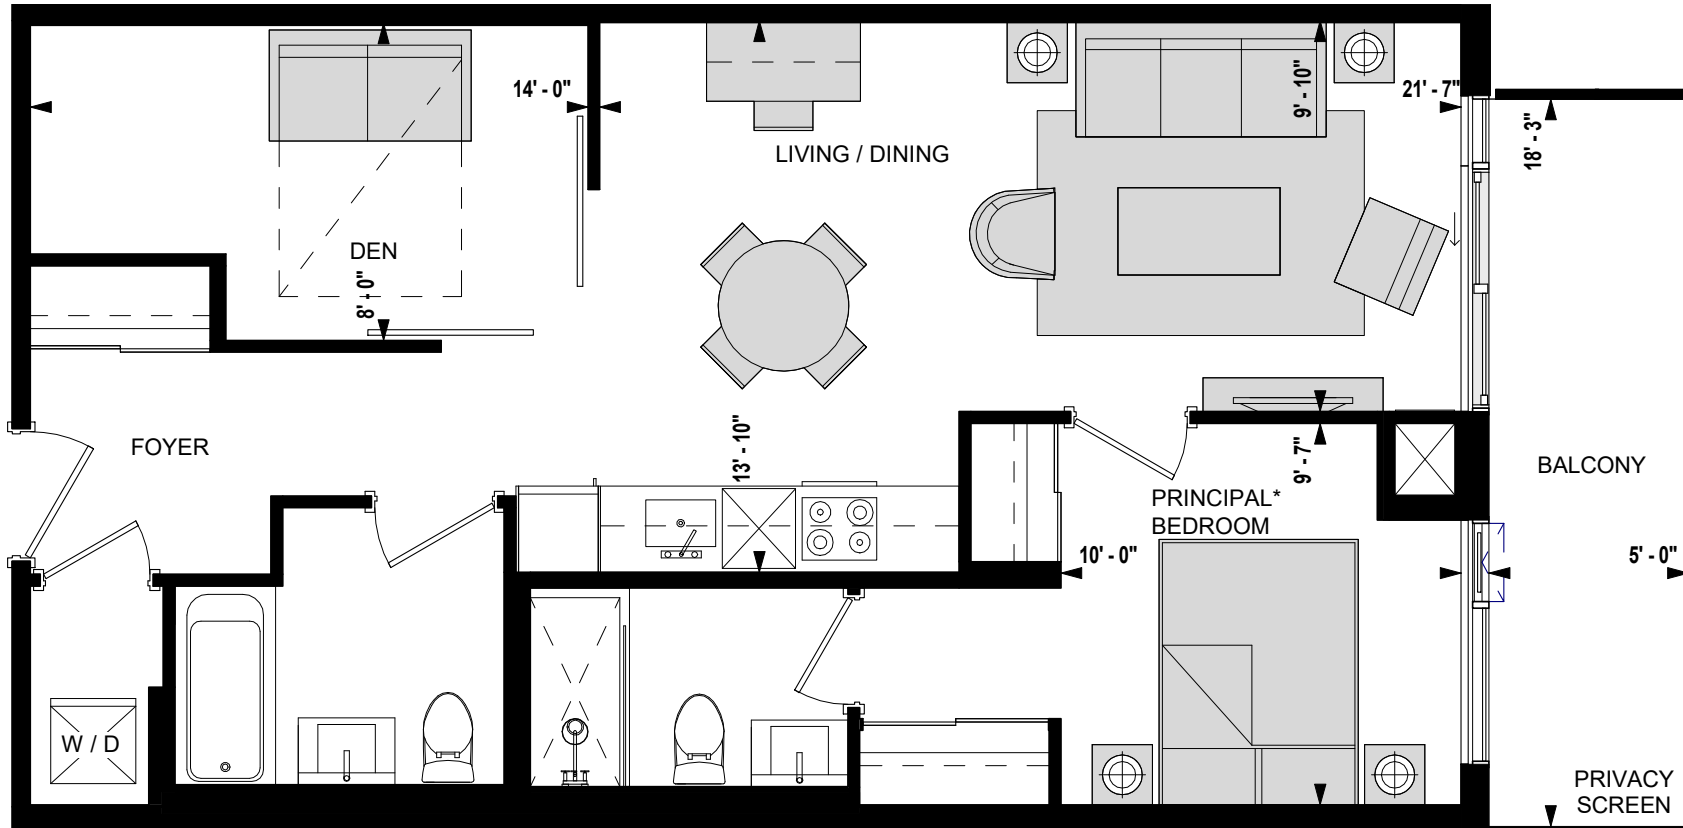 14' - 0"
9' - 10"
21' - 7"
18' - 3"
LIVING / DINING
DEN
8' - 0"
FOYER
13' - 10"
9' - 7"
BALCONY
PRINCIPAL*
BEDROOM
10' - 0"
5' - 0"
W / D
PRIVACY
SCREEN